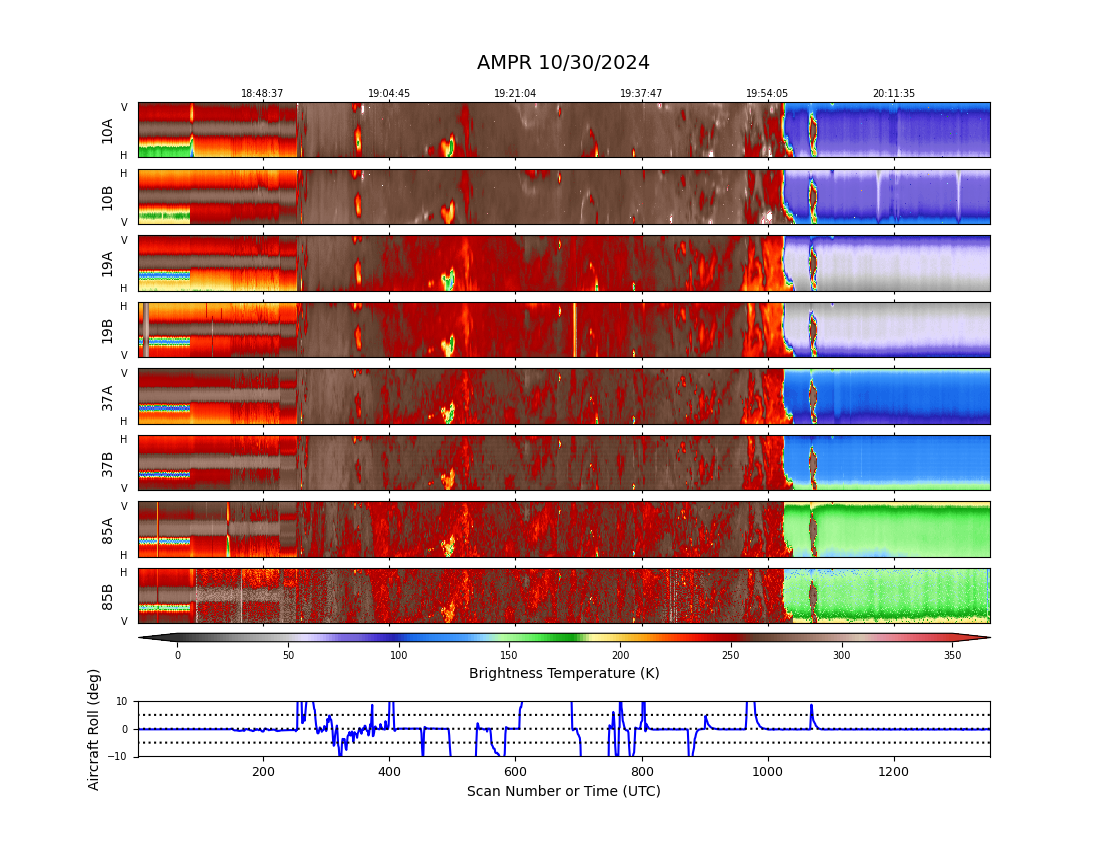 AMPR 10/30/2024
18:48:37 19:04:45 19:21:04 19:37:47 19:54:05 20:11:35
V
10A
H
H
10B
V
V
19A
H
H
19B
V
V
37A
H
H
37B
V
V
85A
H
H
85B
V
0 50 100 150 200 250 300 350
Brightness Temperature (K)
Aircraft Roll (deg)
10
0
−10
200 400 600 800 1000 1200
Scan Number or Time (UTC)